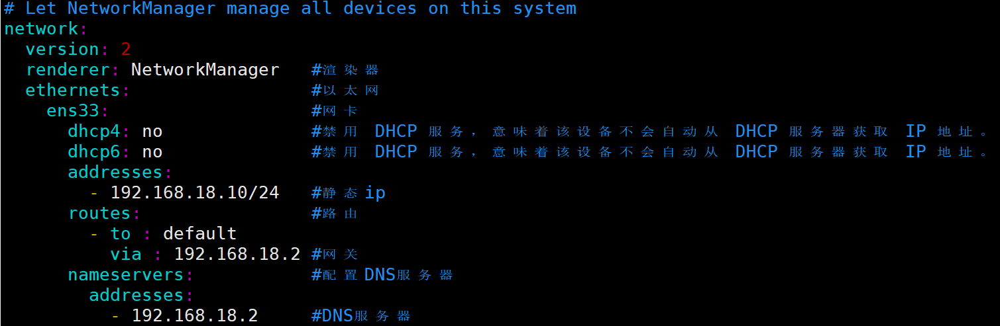 # Let NetworkManager manage all devices on this system
network:
  version: 2
  renderer: NetworkManager   #渲染器
  ethernets:                 #以太网
    ens33:                   #网卡
      dhcp4: no              #禁用 DHCP 服务，意味着该设备不会自动从 DHCP 服务器获取 IP 地址。
      dhcp6: no              #禁用 DHCP 服务，意味着该设备不会自动从 DHCP 服务器获取 IP 地址。
      addresses:
        - 192.168.18.10/24   #静态ip
      routes:                #路由
        - to : default
          via : 192.168.18.2 #网关
      nameservers:           #配置DNS服务器
        addresses:
          - 192.168.18.2     #DNS服务器